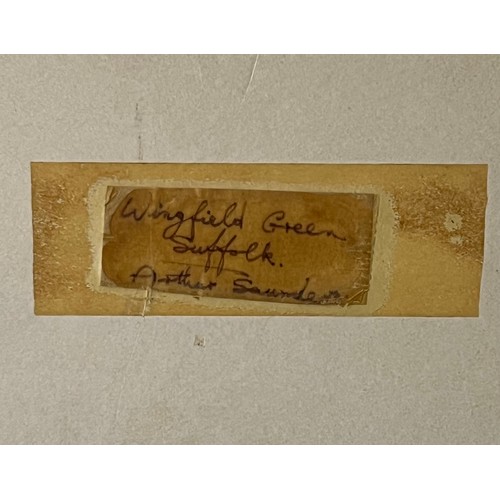 Wingfield Green
Suffolk.
Arthur Saunders